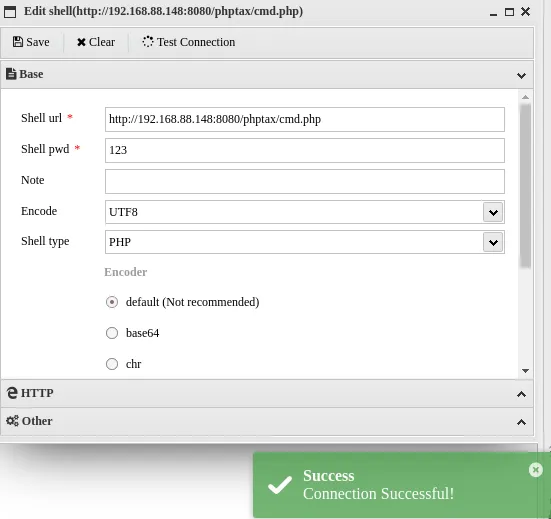 Edit shell(http://192.168.88.148:8080/phptax/cmd.php)
Save Clear Test Connection
Base
Shell url * http://192.168.88.148:8080/phptax/cmd.php
Shell pwd * 123
Note
Encode UTF8
Shell type PHP
Encoder
default (Not recommended)
base64
chr
HTTP
Other
Success
Connection Successful!